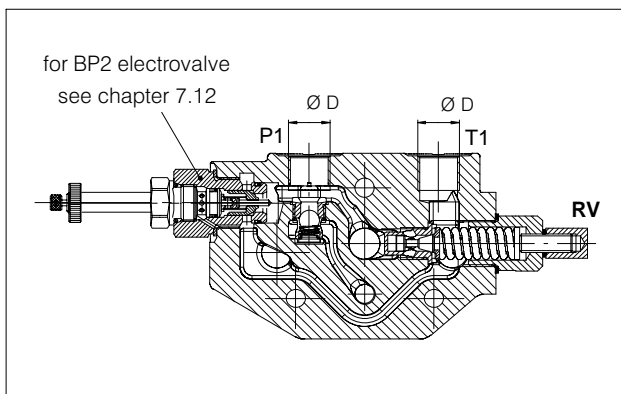 for BP2 electrovalve
see chapter 7.12
Ø D
Ø D
P1
T1
RV